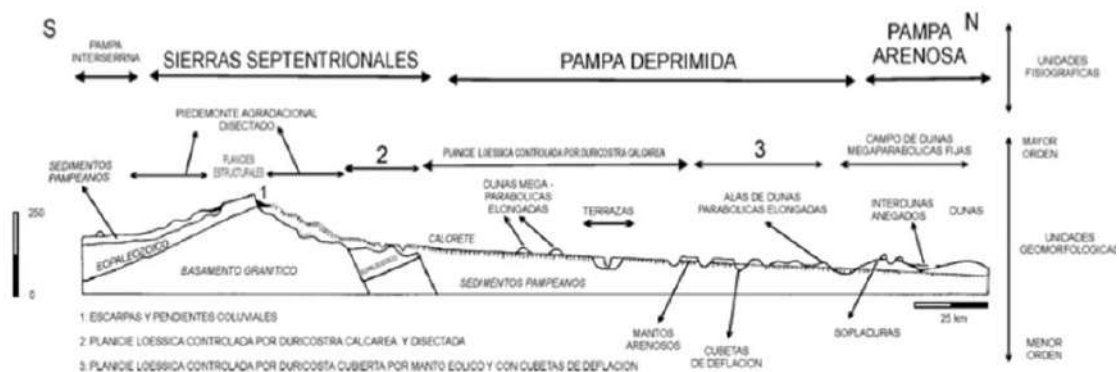 S
N
PAMPA
INTERSERRNA
SIERRAS SEPTENTRIONALES
PAMPA DEPRIMIDA
PAMPA
ARENOSA
UNIDADES
FISIOGRAFICAS
PIEDEMONTE AGRADACIONAL
DISECTADO
SEDIMENTOS
PAMPEANOS
PLANICIES
ESTRUCTURALES
2
PLANICIE LOESSICA CONTROLADA POR DURICOSTRA CALCAREA
3
CAMPO DE DUNAS
MEGAPARABOLICAS FIJAS
MAYOR
ORDEN
1
DUNAS MEGA -
PARABOLICAS
ELONGADAS
TERRAZAS
ALAS DE DUNAS
PARABOLICAS ELONGADAS
INTERDUNAS
ANEGADOS
DUNAS
250
0
EOPALEOZOICO
BASAMENTO GRANITICO
CALCRETE
SEDIMENTOS PAMPEANOS
UNIDADES
GEOMORFOLOGICAL
25 km
MANTOS
ARENOSOS
CUBETAS
DE DEFLACION
SOPLADURAS
MENOR
ORDEN
1: ESCARPAS Y PENDIENTES COLUVIALES
2: PLANICIE LOESSICA CONTROLADA POR DURICOSTRA CALCAREA Y DISECTADA
3: PLANICIE LOESSICA CONTROLADA POR DURICOSTA CUBIERTA POR MANTO EOLICO Y CON CUBETAS DE DEFLACION